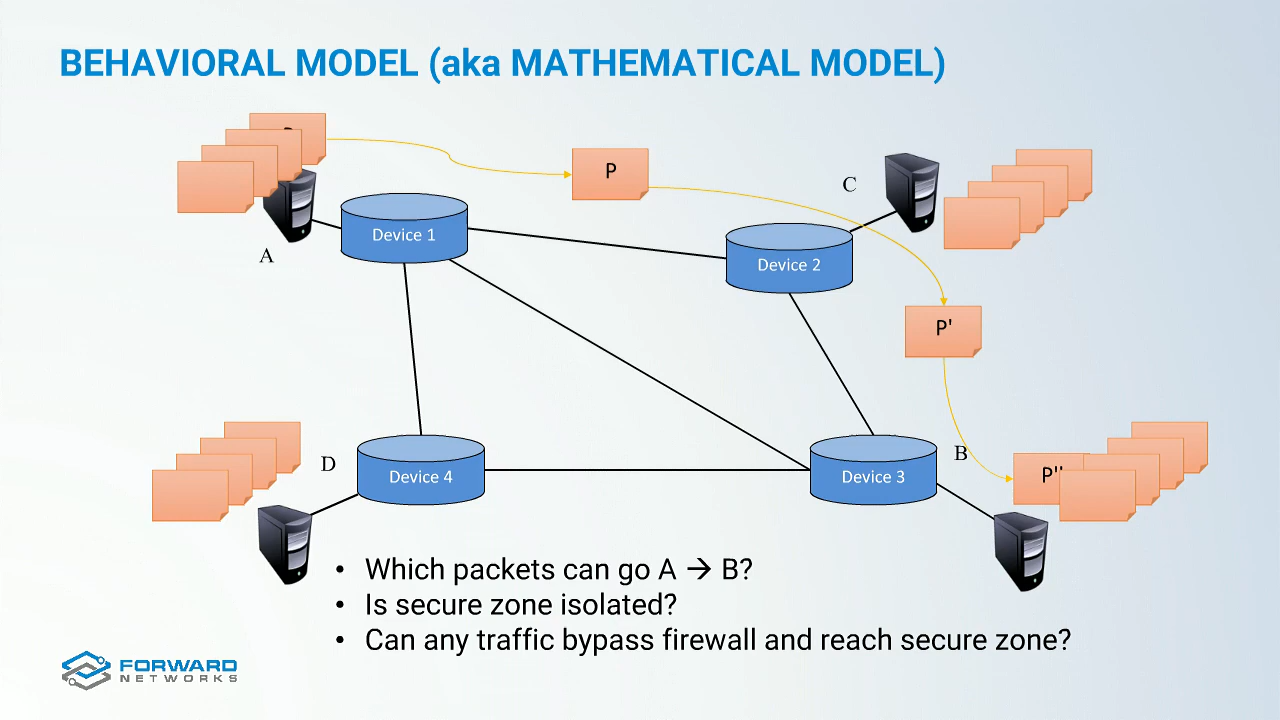 BEHAVIORAL MODEL (aka MATHEMATICAL MODEL)
P
C
Device 1
A
Device 2
P'
B
D
Device 4
Device 3
P''
• Which packets can go A → B?
• Is secure zone isolated?
• Can any traffic bypass firewall and reach secure zone?
FORWARD
NETWORKS